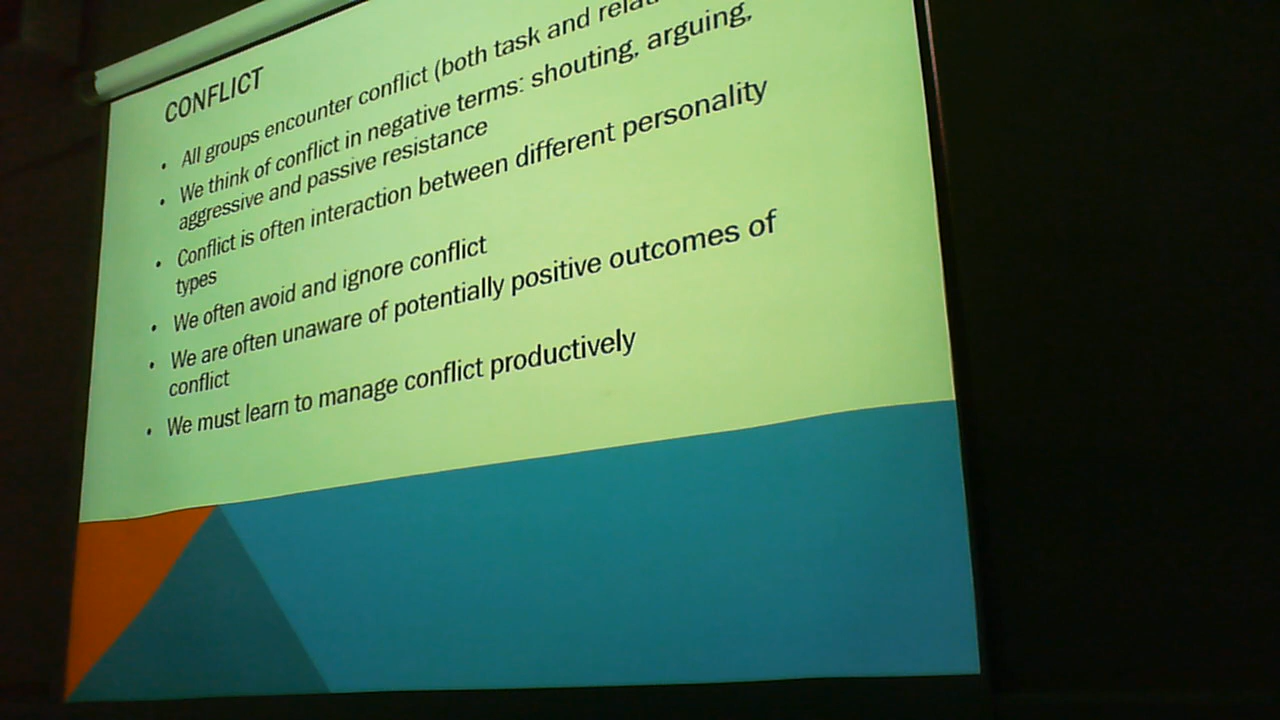 CONFLICT
• All groups encounter conflict (both task and
• We think of conflict in negative terms: shouting, arguing,
aggressive and passive resistance
• Conflict is often interaction between different personality
types
• We often avoid and ignore conflict
• We are often unaware of potentially positive outcomes of
conflict
• We must learn to manage conflict productively